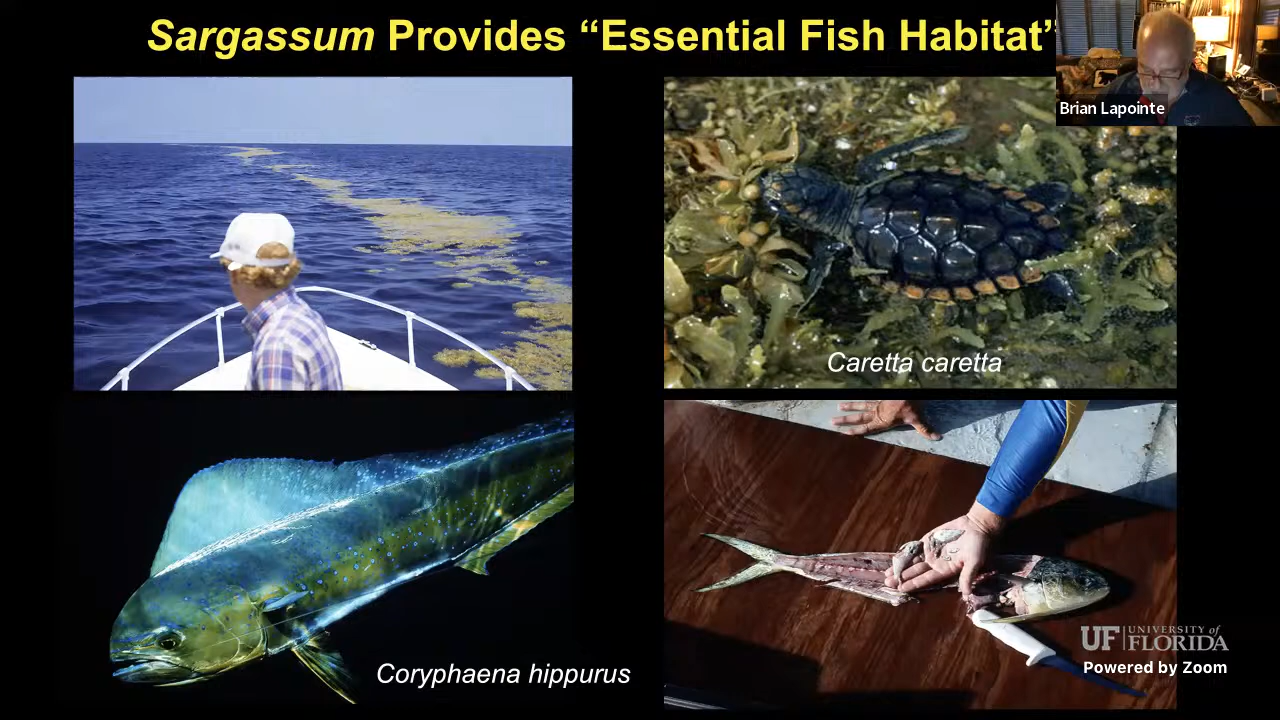 Sargassum Provides “Essential Fish Habitat”
Brian Lapointe
Caretta caretta
Coryphaena hippurus
UF UNIVERSITY of FLORIDA
Powered by Zoom